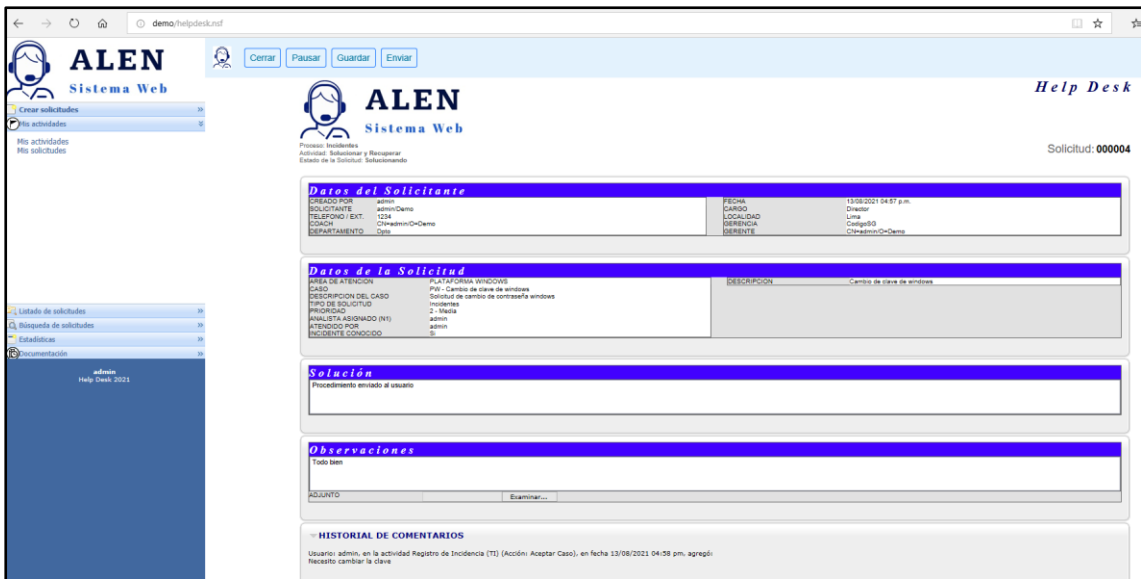 demo/helpdesk.nsf
ALEN
Sistema Web
Crear solicitudes
Mis actividades
Mis actividades
Mis solicitudes
Listado de solicitudes
Búsqueda de solicitudes
Estadísticas
Documentación
admin
Help Desk 2021
Cerrar Pausar Guardar Enviar
ALEN
Sistema Web
Help Desk
Proceso: Incidentes
Actividad: Solucionar y Recuperar
Estado de la Solicitud: Solucionando
Solicitud: 000004
Datos del Solicitante
CREADO POR admin
SOLICITANTE admin/Demo
TELEFONO / EXT. 1234
COACH CN=admin/O=Demo
DEPARTAMENTO Dpto
FECHA 13/08/2021 04:57 p.m.
CARGO Director
LOCALIDAD Lima
GERENCIA CodigoSG
GERENTE CN=admin/O=Demo
Datos de la Solicitud
AREA DE ATENCION PLATAFORMA WINDOWS
CASO PW - Cambio de clave de windows
DESCRIPCION DEL CASO Solicitud de cambio de contraseña windows
TIPO DE SOLICITUD Incidentes
PRIORIDAD 2 - Media
ANALISTA ASIGNADO (N1) admin
ATENDIDO POR admin
INCIDENTE CONOCIDO Si
DESCRIPCION Cambio de clave de windows
Solución
Procedimiento enviado al usuario
Observaciones
Todo bien
ADJUNTO Examinar...
HISTORIAL DE COMENTARIOS
Usuario: admin, en la actividad Registro de Incidencia (TI) (Acción: Aceptar Caso), en fecha 13/08/2021 04:58 pm, agregó:
Necesito cambiar la clave